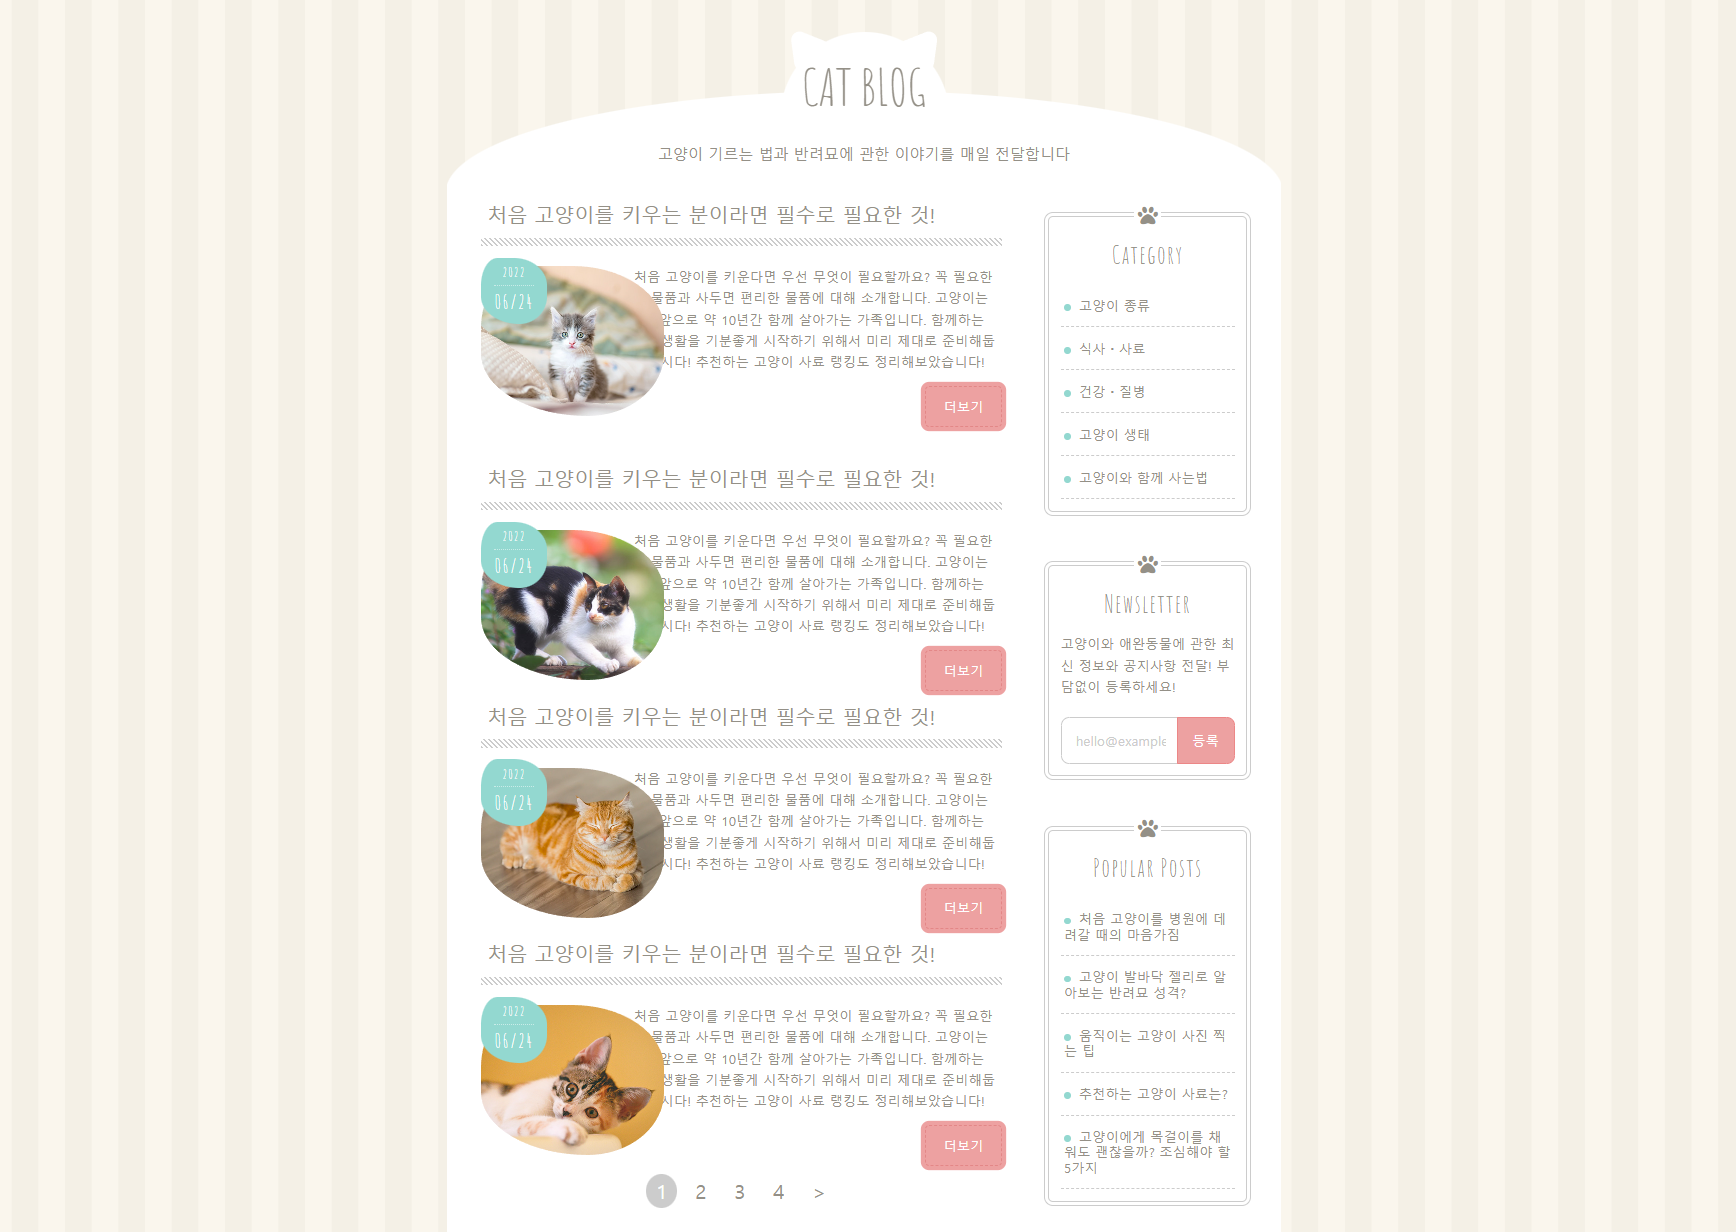 CAT BLOG
고양이 기르는 법과 반려묘에 관한 이야기를 매일 전달합니다
처음 고양이를 키우는 분이라면 필수로 필요한 것!
2022
06/24
처음 고양이를 키운다면 우선 무엇이 필요할까요? 꼭 필요한
물품과 사두면 편리한 물품에 대해 소개합니다. 고양이는
앞으로 약 10년간 함께 살아가는 가족입니다. 함께하는
생활을 기분좋게 시작하기 위해서 미리 제대로 준비해둡
시다! 추천하는 고양이 사료 랭킹도 정리해보았습니다!
더보기
처음 고양이를 키우는 분이라면 필수로 필요한 것!
2022
06/24
처음 고양이를 키운다면 우선 무엇이 필요할까요? 꼭 필요한
물품과 사두면 편리한 물품에 대해 소개합니다. 고양이는
앞으로 약 10년간 함께 살아가는 가족입니다. 함께하는
생활을 기분좋게 시작하기 위해서 미리 제대로 준비해둡
시다! 추천하는 고양이 사료 랭킹도 정리해보았습니다!
더보기
처음 고양이를 키우는 분이라면 필수로 필요한 것!
2022
06/24
처음 고양이를 키운다면 우선 무엇이 필요할까요? 꼭 필요한
물품과 사두면 편리한 물품에 대해 소개합니다. 고양이는
앞으로 약 10년간 함께 살아가는 가족입니다. 함께하는
생활을 기분좋게 시작하기 위해서 미리 제대로 준비해둡
시다! 추천하는 고양이 사료 랭킹도 정리해보았습니다!
더보기
처음 고양이를 키우는 분이라면 필수로 필요한 것!
2022
06/24
처음 고양이를 키운다면 우선 무엇이 필요할까요? 꼭 필요한
물품과 사두면 편리한 물품에 대해 소개합니다. 고양이는
앞으로 약 10년간 함께 살아가는 가족입니다. 함께하는
생활을 기분좋게 시작하기 위해서 미리 제대로 준비해둡
시다! 추천하는 고양이 사료 랭킹도 정리해보았습니다!
더보기
1 2 3 4 >
Category
고양이 종류
식사・사료
건강・질병
고양이 생태
고양이와 함께 사는법
Newsletter
고양이와 애완동물에 관한 최
신 정보와 공지사항 전달! 부
담없이 등록하세요!
hello@example 등록
Popular Posts
처음 고양이를 병원에 데
려갈 때의 마음가짐
고양이 발바닥 젤리로 알
아보는 반려묘 성격?
움직이는 고양이 사진 찍
는 팁
추천하는 고양이 사료는?
고양이에게 목걸이를 채
워도 괜찮을까? 조심해야 할
5가지